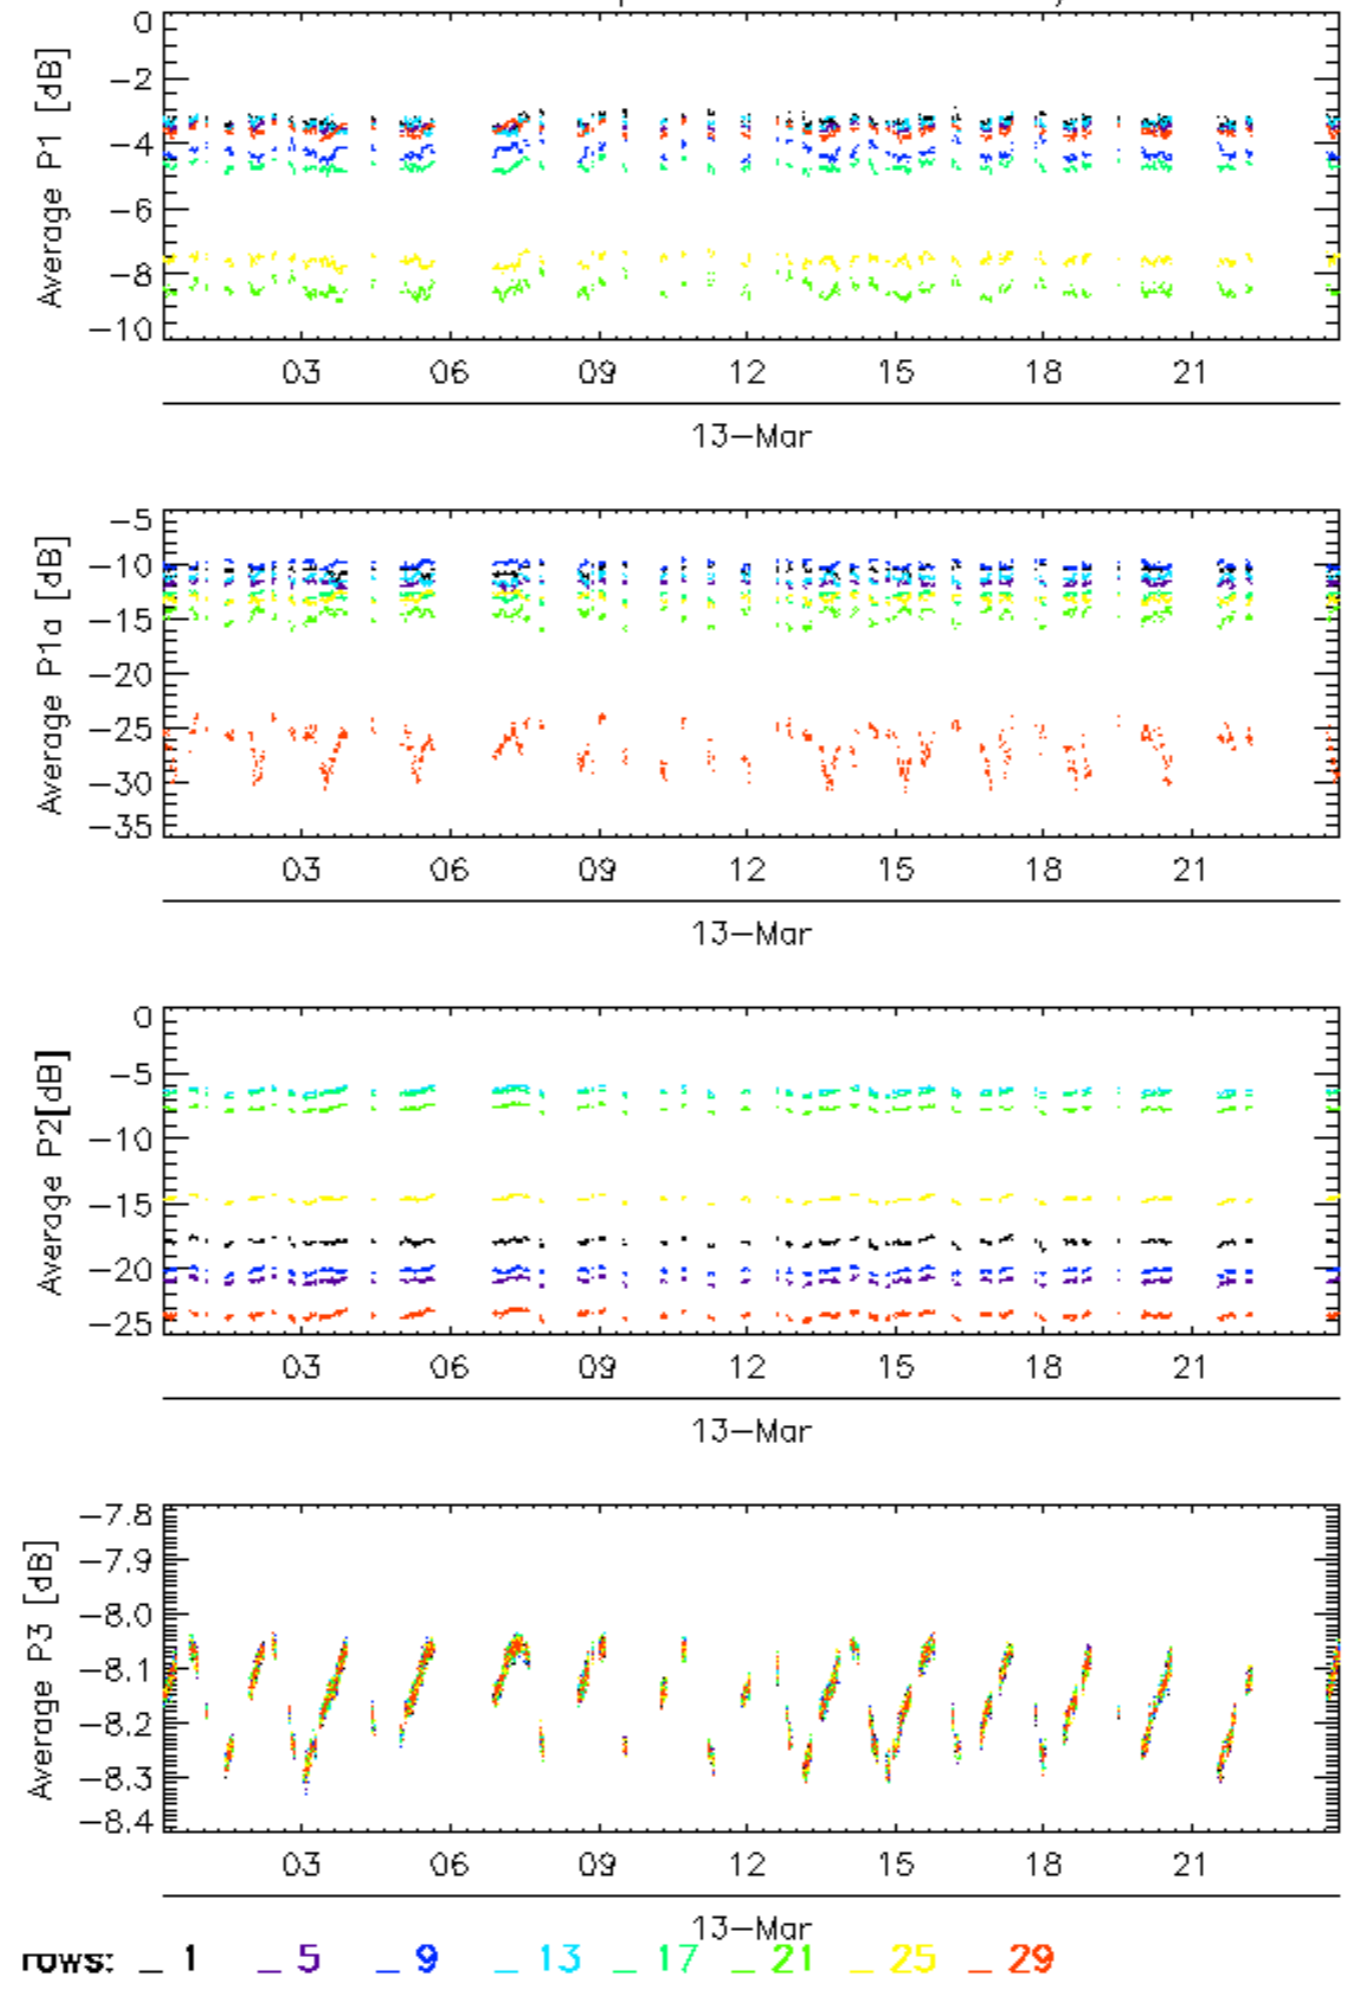 0
−2
−4
−6
−8
−10
Average P1 [dB]
03 06 09 12 15 18 21
13−Mar
−5
−10
−15
−20
−25
−30
−35
Average P1a [dB]
03 06 09 12 15 18 21
13−Mar
0
−5
−10
−15
−20
−25
Average P2[dB]
03 06 09 12 15 18 21
13−Mar
−7.8
−7.9
−8.0
−8.1
−8.2
−8.3
−8.4
Average P3 [dB]
03 06 09 12 15 18 21
13−Mar
rows: _ 1 _ 5 _ 9 _ 13 _ 17 _ 21 _ 25 _ 29